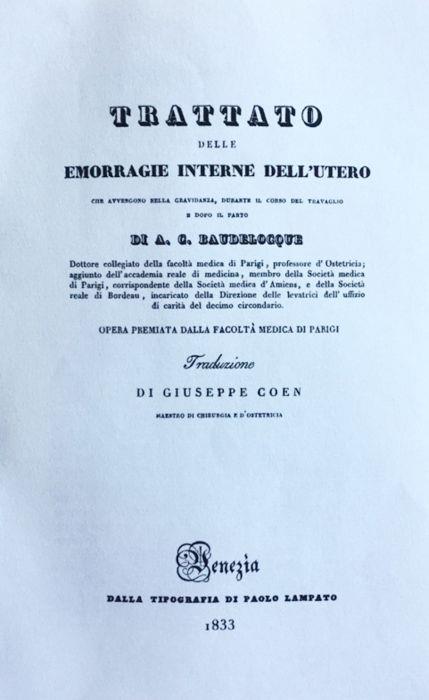 TRATTATO
DELLE
EMORRAGIE INTERNE DELL'UTERO
CHE AVVENGONO NELLA GRAVIDANZA, DURANTE IL CORSO DEL TRAVAGLIO
E DOPO IL PARTO
DI A. C. BAUDELOCQUE
Dottore collegiato della facoltà medica di Parigi, professore d' Ostetricia;
aggiunto dell'accademia reale di medicina, membro della Società medica
di Parigi, corrispondente della Società medica d' Amiens, e della Società
reale di Bordeau, incaricato della Direzione delle levatrici dell' uffizio
di carità del decimo circondario.
OPERA PREMIATA DALLA FACOLTÀ MEDICA DI PARIGI
Traduzione
DI GIUSEPPE COEN
MAESTRO DI CHIRURGIA E D'OSTETRICIA
Venezia
DALLA TIPOGRAFIA DI PAOLO LAMPATO
1833